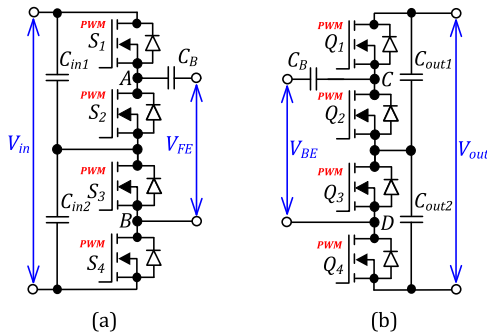 PWM
S1
Cin1
A
CB
PWM
S2
Vin
VFE
PWM
S3
Cin2
B
PWM
S4
(a)
PWM
Q1
CB
Cout1
C
PWM
Q2
VBE
Vout
PWM
Q3
Cout2
D
PWM
Q4
(b)